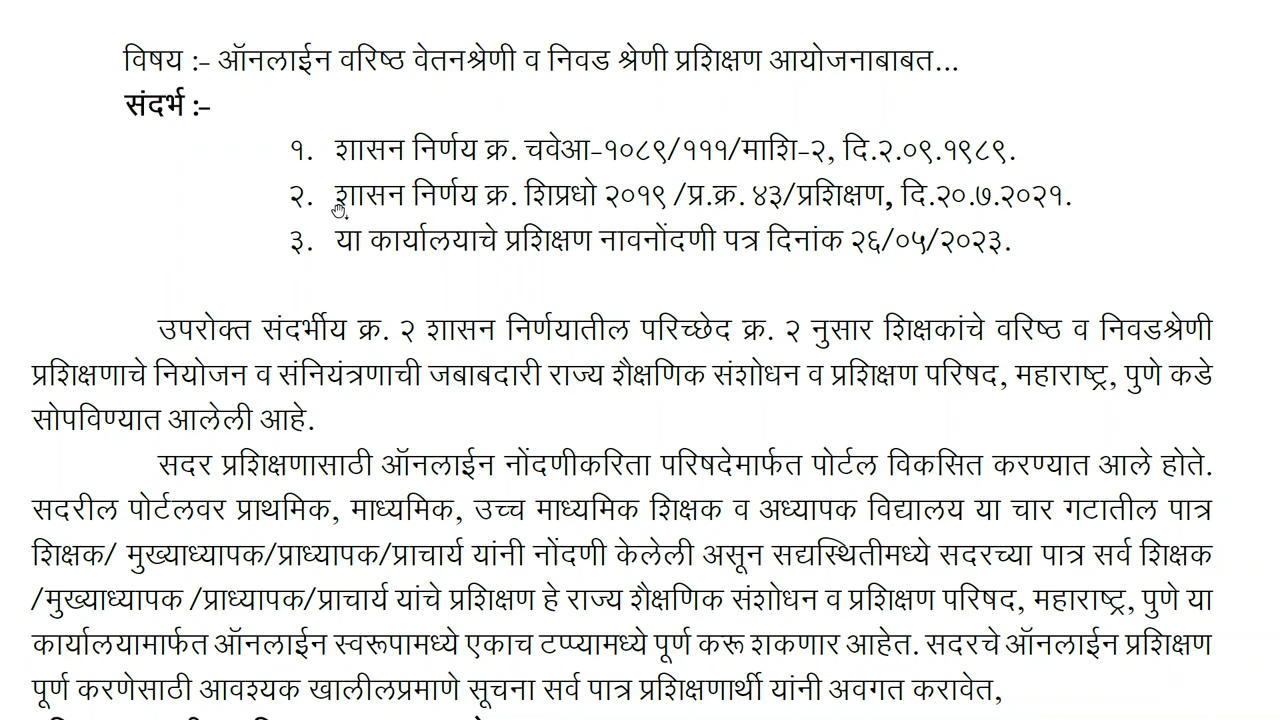 विषय :- ऑनलाईन वरिष्ठ वेतनश्रेणी व निवड श्रेणी प्रशिक्षण आयोजनाबाबत...
संदर्भ :-
१. शासन निर्णय क्र. चवेआ-१०८९/१११/माशि-२, दि.२.०९.१९८९.
२. शासन निर्णय क्र. शिप्रधो २०१९ /प्र.क्र. ४३/प्रशिक्षण, दि.२०.७.२०२१.
३. या कार्यालयाचे प्रशिक्षण नावनोंदणी पत्र दिनांक २६/०५/२०२३.
उपरोक्त संदर्भीय क्र. २ शासन निर्णयातील परिच्छेद क्र. २ नुसार शिक्षकांचे वरिष्ठ व निवडश्रेणी
प्रशिक्षणाचे नियोजन व संनियंत्रणाची जबाबदारी राज्य शैक्षणिक संशोधन व प्रशिक्षण परिषद, महाराष्ट्र, पुणे कडे
सोपविण्यात आलेली आहे.
सदर प्रशिक्षणासाठी ऑनलाईन नोंदणीकरिता परिषदेमार्फत पोर्टल विकसित करण्यात आले होते.
सदरील पोर्टलवर प्राथमिक, माध्यमिक, उच्च माध्यमिक शिक्षक व अध्यापक विद्यालय या चार गटातील पात्र
शिक्षक/ मुख्याध्यापक/प्राध्यापक/प्राचार्य यांनी नोंदणी केलेली असून सद्यस्थितीमध्ये सदरच्या पात्र सर्व शिक्षक
/मुख्याध्यापक /प्राध्यापक/प्राचार्य यांचे प्रशिक्षण हे राज्य शैक्षणिक संशोधन व प्रशिक्षण परिषद, महाराष्ट्र, पुणे या
कार्यालयामार्फत ऑनलाईन स्वरूपामध्ये एकाच टप्प्यामध्ये पूर्ण करू शकणार आहेत. सदरचे ऑनलाईन प्रशिक्षण
पूर्ण करणेसाठी आवश्यक खालीलप्रमाणे सूचना सर्व पात्र प्रशिक्षणार्थी यांनी अवगत करावेत,